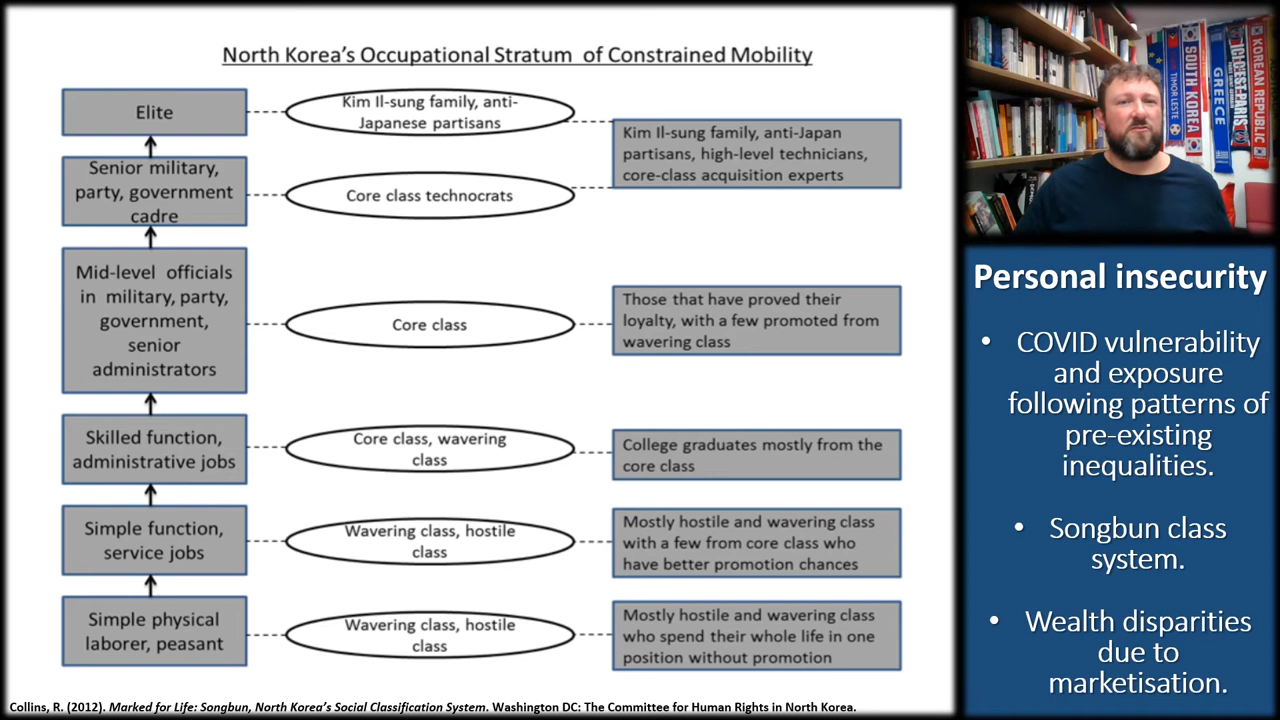 North Korea's Occupational Stratum of Constrained Mobility
Elite
Kim Il-sung family, anti-
Japanese partisans
Kim Il-sung family, anti-Japan
partisans, high-level technicians,
core-class acquisition experts
Senior military,
party, government
cadre
Core class technocrats
Mid-level officials
in military, party,
government,
senior
administrators
Core class
Those that have proved their
loyalty, with a few promoted from
wavering class
Skilled function,
administrative jobs
Core class, wavering
class
College graduates mostly from the
core class
Simple function,
service jobs
Wavering class, hostile
class
Mostly hostile and wavering class
with a few from core class who
have better promotion chances
Simple physical
laborer, peasant
Wavering class, hostile
class
Mostly hostile and wavering class
who spend their whole life in one
position without promotion
Collins, R. (2012). Marked for Life: Songbun, North Korea's Social Classification System. Washington DC: The Committee for Human Rights in North Korea.
TIMOR LESTE
SOUTH KOREA
GREECE
ICI C'EST PARIS
KOREAN REPUBLIC
Personal insecurity
• COVID vulnerability
and exposure
following patterns of
pre-existing
inequalities.
• Songbun class
system.
• Wealth disparities
due to
marketisation.